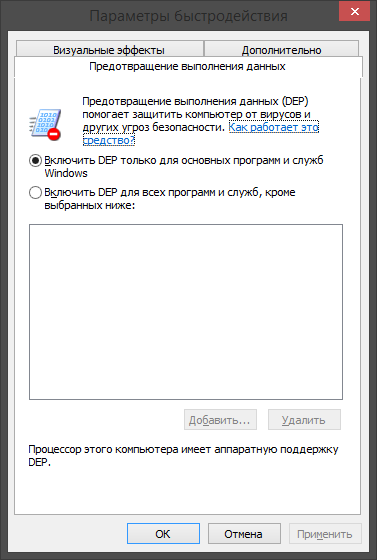 Параметры быстродействия
Визуальные эффекты
Дополнительно
Предотвращение выполнения данных
Предотвращение выполнения данных (DEP)
помогает защитить компьютер от вирусов и
других угроз безопасности. Как работает это
средство?
Включить DEP только для основных программ и служб
Windows
Включить DEP для всех программ и служб, кроме
выбранных ниже:
Добавить...
Удалить
Процессор этого компьютера имеет аппаратную поддержку
DEP.
ОК
Отмена
Применить